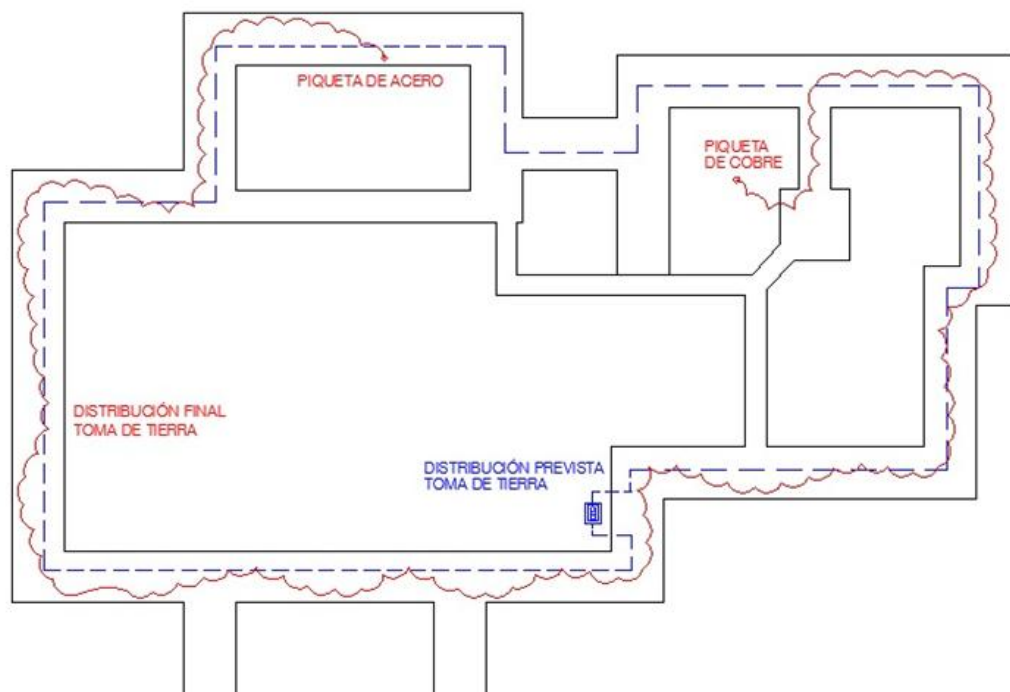 PIQUETA DE ACERO
PIQUETA
DE COBRE
DISTRIBUCIÓN FINAL
TOMA DE TIERRA
DISTRIBUCIÓN PREVISTA
TOMA DE TIERRA